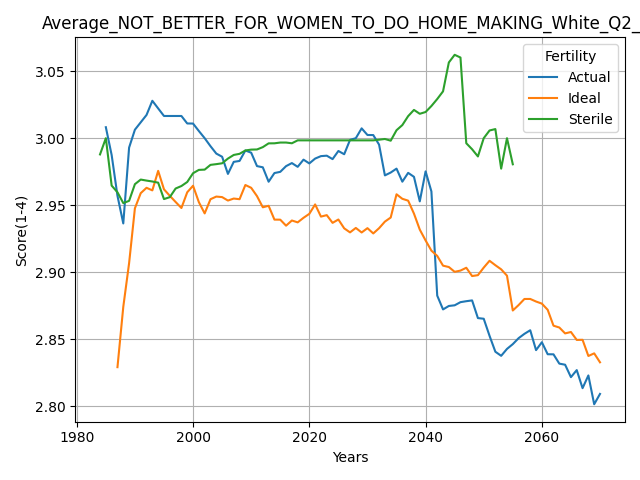 Average_NOT_BETTER_FOR_WOMEN_TO_DO_HOME_MAKING_White_Q2_
Fertility
Actual
Ideal
Sterile
3.05
3.00
2.95
2.90
2.85
2.80
Score(1-4)
1980
2000
2020
2040
2060
Years